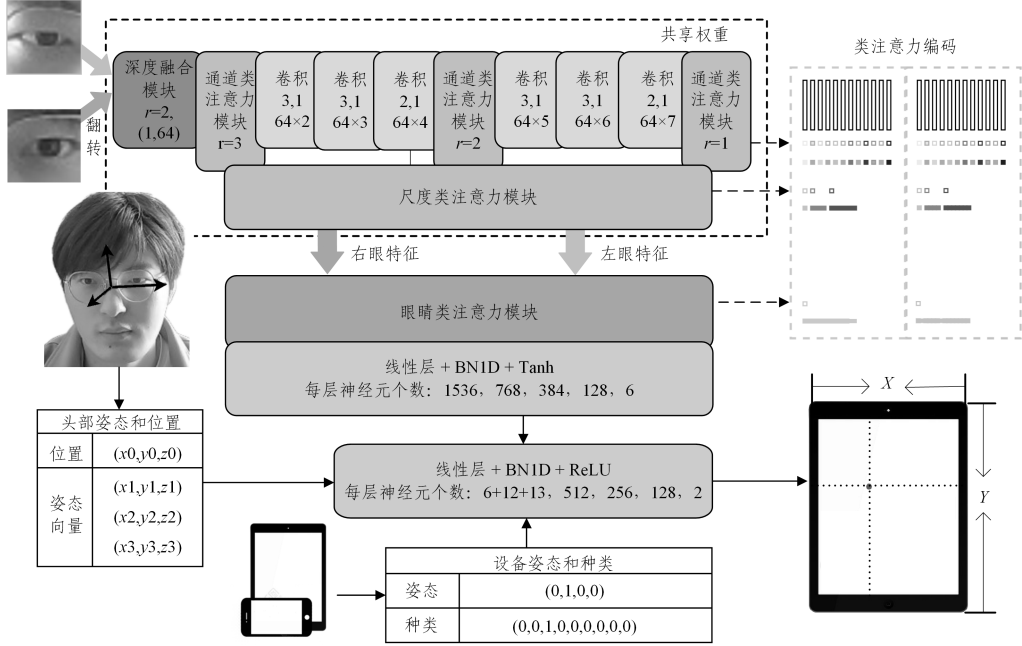 共享权重
类注意力编码
翻
转
深度融合
模块
r=2,
(1,64)
通道类
注意力
模块
r=3
卷积
3,1
64×2
卷积
3,1
64×3
卷积
2,1
64×4
通道类
注意力
模块
r=2
卷积
3,1
64×5
卷积
3,1
64×6
卷积
2,1
64×7
通道类
注意力
模块
r=1
尺度类注意力模块
右眼特征
左眼特征
眼睛类注意力模块
线性层 + BN1D + Tanh
每层神经元个数：1536，768，384，128，6
头部姿态和位置
位置
(x0,y0,z0)
姿态
向量
(x1,y1,z1)
(x2,y2,z2)
(x3,y3,z3)
线性层 + BN1D + ReLU
每层神经元个数：6+12+13，512，256，128，2
设备姿态和种类
姿态
(0,1,0,0)
种类
(0,0,1,0,0,0,0,0,0)
X
Y